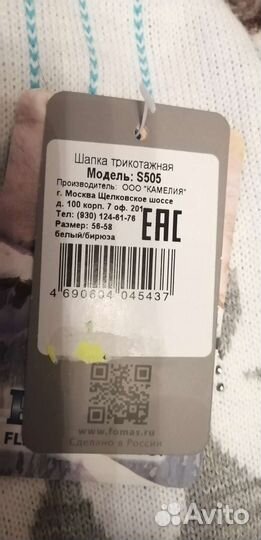 Шапка трикотажная
Модель: S505
Производитель: ООО "КАМЕЛИЯ"
г. Москва Щелковское шоссе
д. 100 корп. 7 оф. 201
Тел: (930) 124-61-76
Размер: 56-58
белый/бирюза
EAC
4 690604 045437
www.fomas.ru
Сделано в России
FL
Avito